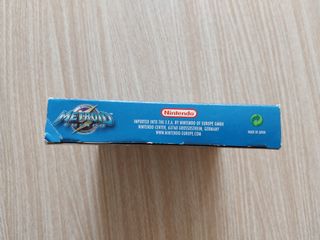 METROID
FUSION
Nintendo
IMPORTED INTO THE E.E.A. BY NINTENDO OF EUROPE GMBH
NINTENDO CENTER, 63760 GROSSOSTHEIM, GERMANY
WWW.NINTENDO-EUROPE.COM
MADE IN JAPAN